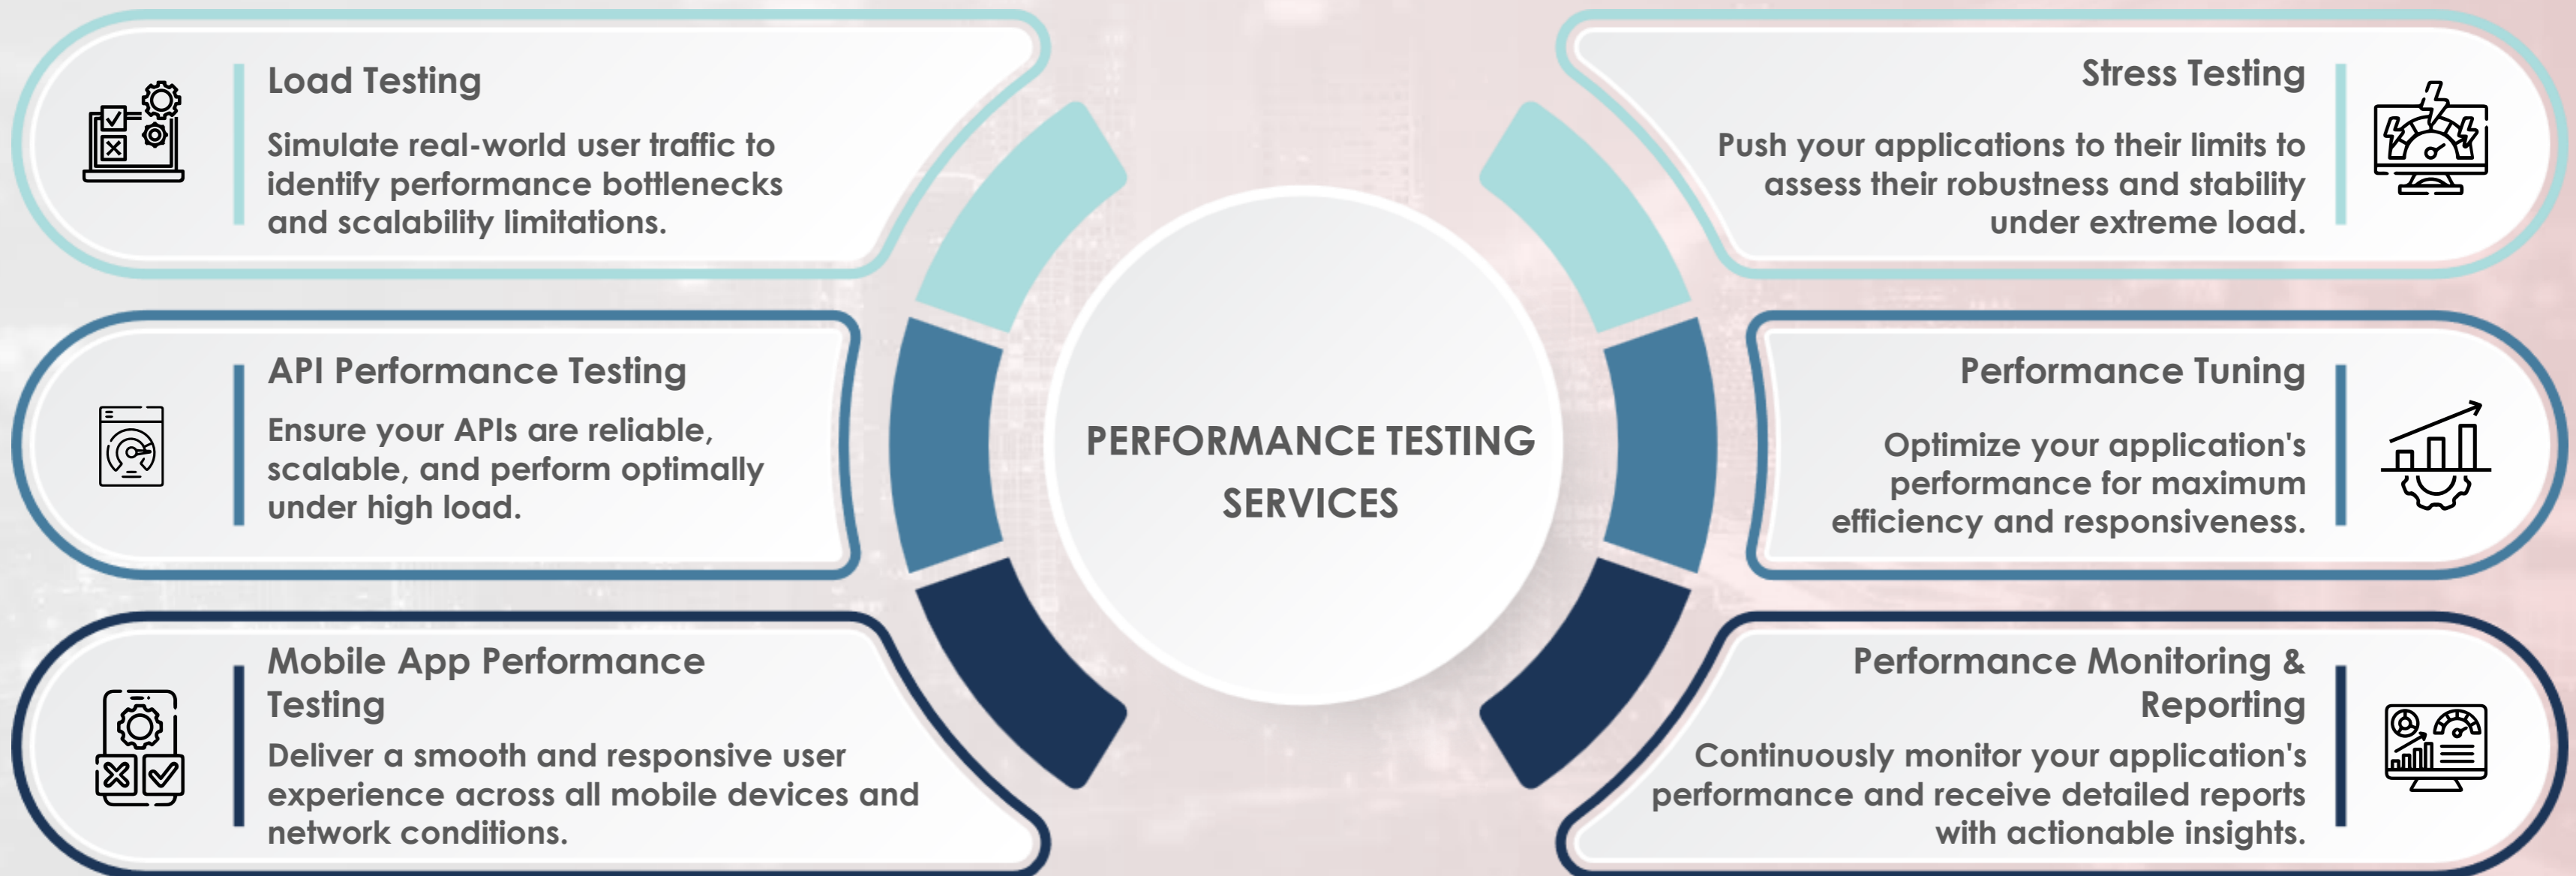 Load Testing
Simulate real-world user traffic to
identify performance bottlenecks
and scalability limitations.
API Performance Testing
Ensure your APIs are reliable,
scalable, and perform optimally
under high load.
Mobile App Performance
Testing
Deliver a smooth and responsive user
experience across all mobile devices and
network conditions.
PERFORMANCE TESTING
SERVICES
Stress Testing
Push your applications to their limits to
assess their robustness and stability
under extreme load.
Performance Tuning
Optimize your application's
performance for maximum
efficiency and responsiveness.
Performance Monitoring &
Reporting
Continuously monitor your application's
performance and receive detailed reports
with actionable insights.